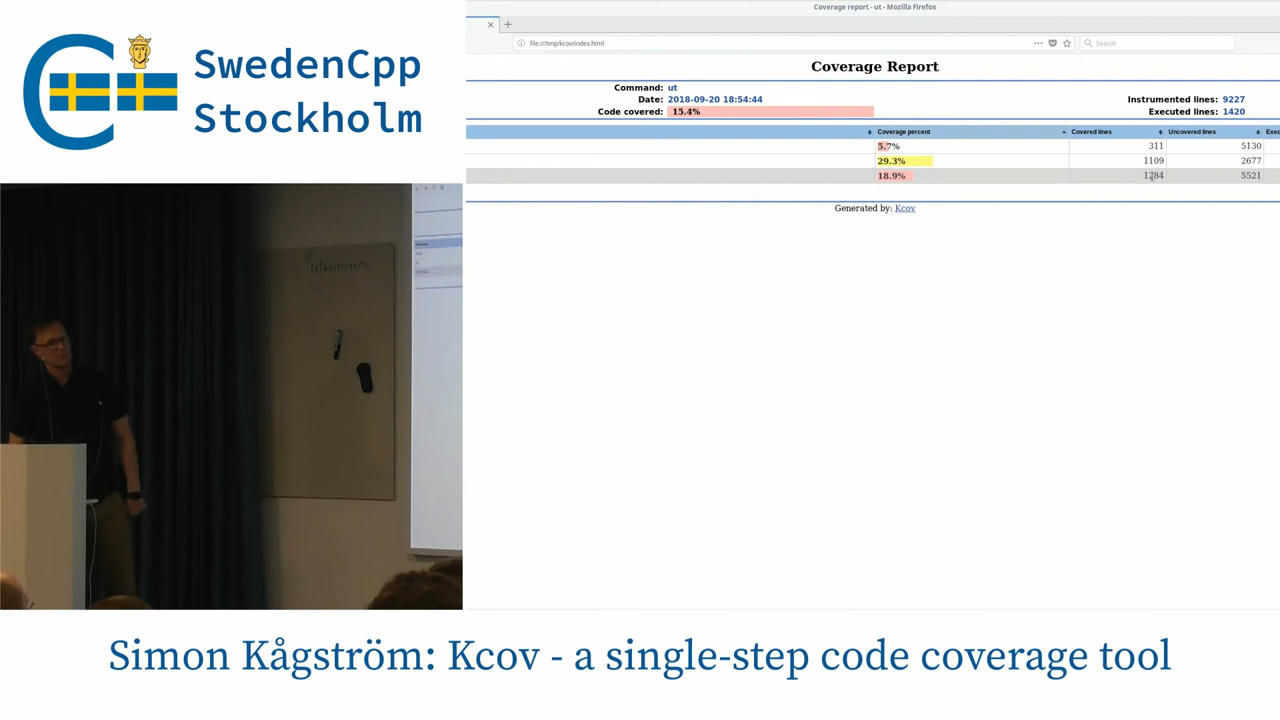 SwedenCpp
Stockholm
Coverage report - ut - Mozilla Firefox
file:///tmp/kcov/index.html
Search
Coverage Report
Command: ut
Date: 2018-09-20 18:54:44
Code covered: 15.4%
Instrumented lines: 9227
Executed lines: 1420
Coverage percent Covered lines Uncovered lines Exec
5.7% 311 5130
29.3% 1109 2677
18.9% 1284 5521
Generated by: Kcov
Simon Kågström: Kcov - a single-step code coverage tool